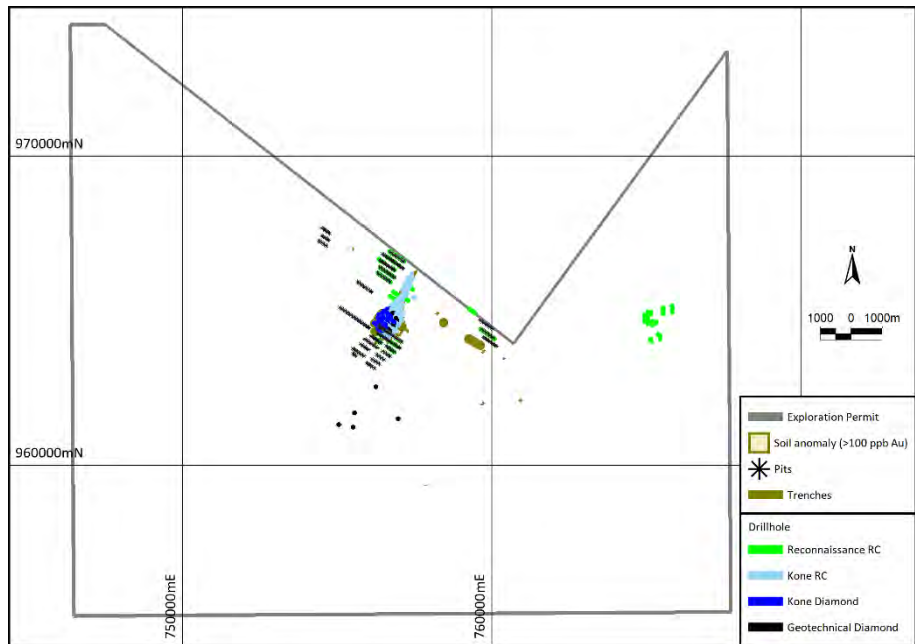 970000mN
N
1000 0 1000m
960000mN
750000mE
760000mE
Exploration Permit
Soil anomaly (>100 ppb Au)
Pits
Trenches
Drillhole
Reconnaissance RC
Kone RC
Kone Diamond
Geotechnical Diamond